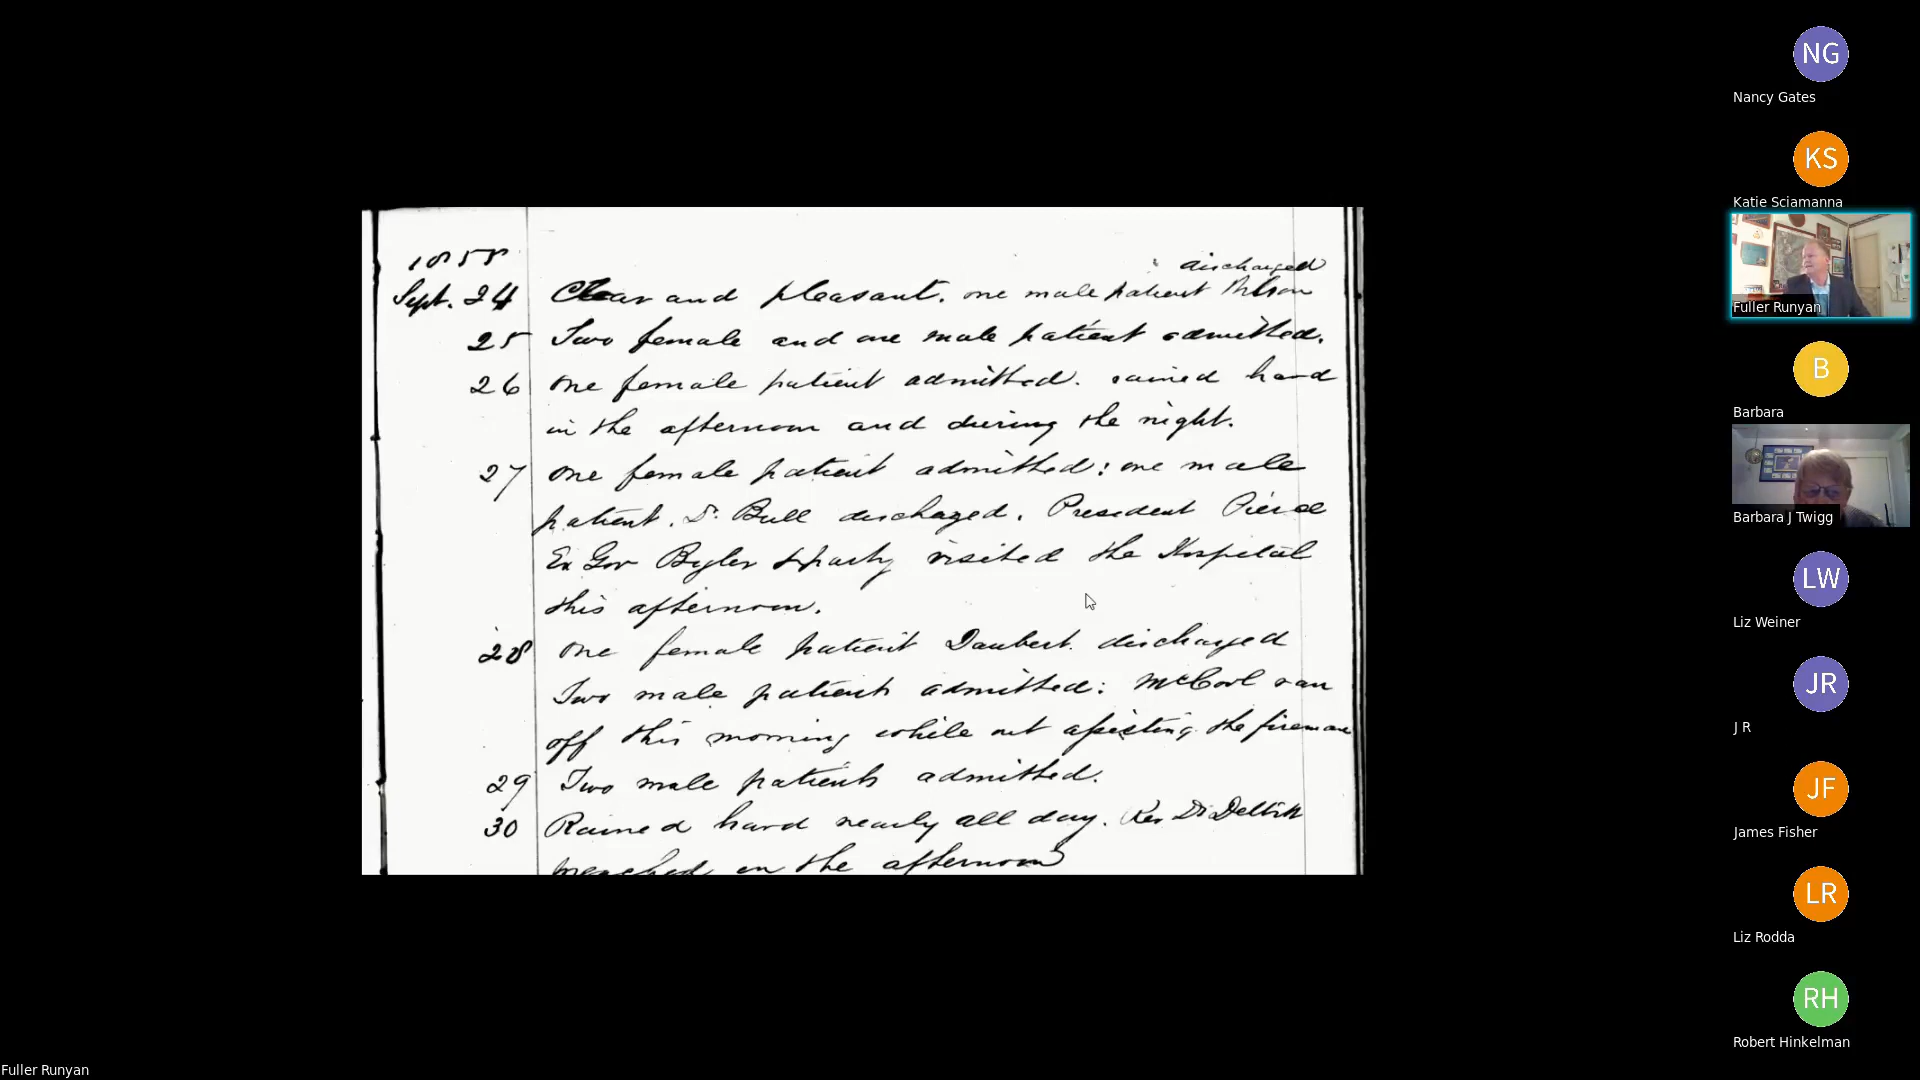 1855
discharged
Sept. 24 Clear and pleasant. one male patient
25 Two female and one male patient admitted.
26 One female patient admitted. rained hard
in the afternoon and during the night.
27 One female patient admitted; one male
patient, Dr. Bull dischaged. President Pierce
Ex Gov Bigler & party visited the Hospital
this afternoon.
28 One female patient Daubert. discharged
Two male patients admitted: McCool ran
off this morning while out assisting the fireman
29 Two male patients admitted.
30 Rained hard nearly all day. Rev Dr
preached in the afternoon
NG
Nancy Gates
KS
Katie Sciamanna
Fuller Runyan
B
Barbara
Barbara J Twigg
LW
Liz Weiner
JR
J R
JF
James Fisher
LR
Liz Rodda
RH
Robert Hinkelman
Fuller Runyan